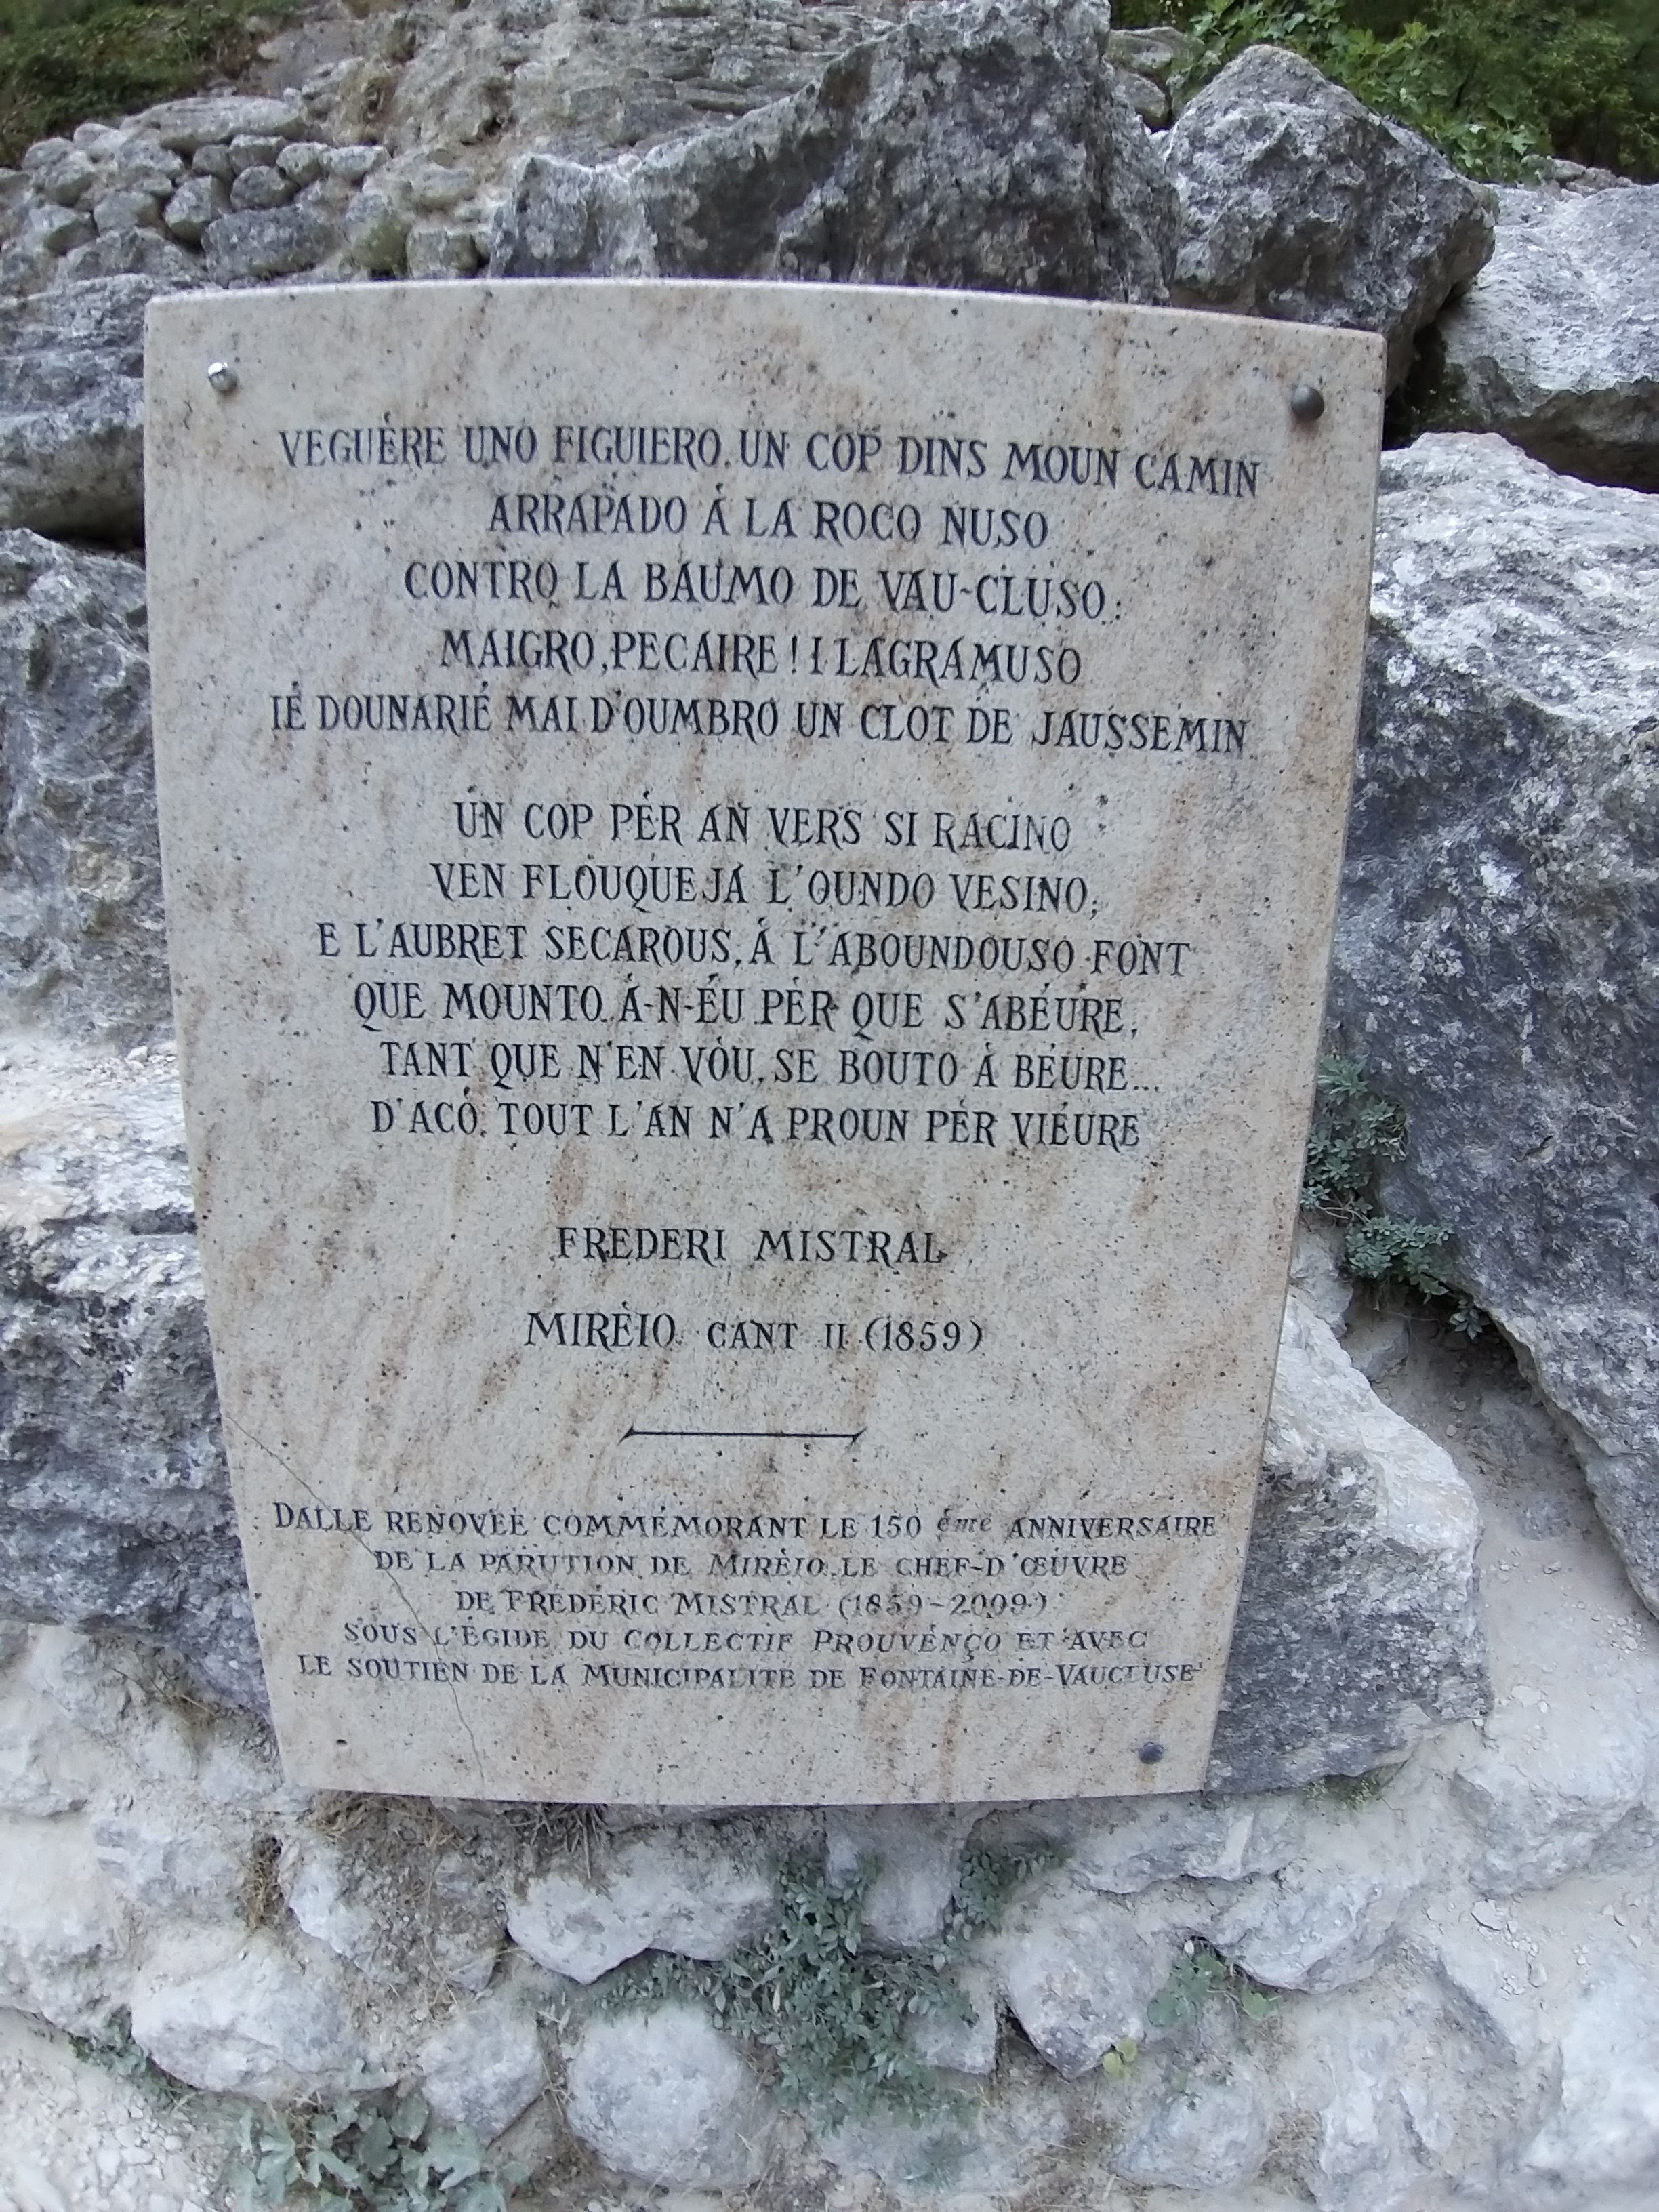 VEGUÈRE UNO FIGUIERO, UN COP DINS MOUN CAMIN
ARRAPADO À LA ROCO NUSO
CONTRO LA BAUMO DE VAU-CLUSO:
MAIGRO, PECAIRE! I LAGRAMUSO
IÉ DOUNARIÉ MAI D'OUMBRO UN CLOT DE JAUSSEMIN
UN COP PÈR AN VERS SI RACINO
VEN FLOUQUEJA L'OUNDO VESINO;
E L'AUBRET SECAROUS, À L'ABOUNDOUSO FONT
QUE MOUNTO À-N-ÉU PÈR QUE S'ABÉURE,
TANT QUE N'EN VÒU, SE BOUTO À BÉURE...
D'ACÒ TOUT L'AN N'A PROUN PÈR VIÉURE
FREDERI MISTRAL
MIRÈIO CANT II (1859)
DALLE RENOVÉE COMMÉMORANT LE 150 ème ANNIVERSAIRE
DE LA PARUTION DE MIRÈIO, LE CHEF-D'ŒUVRE
DE FRÉDÉRIC MISTRAL (1859-2009)
SOUS L'ÉGIDE DU COLLECTIF PROUVÈNÇO ET AVEC
LE SOUTIEN DE LA MUNICIPALITÉ DE FONTAINE-DE-VAUCLUSE